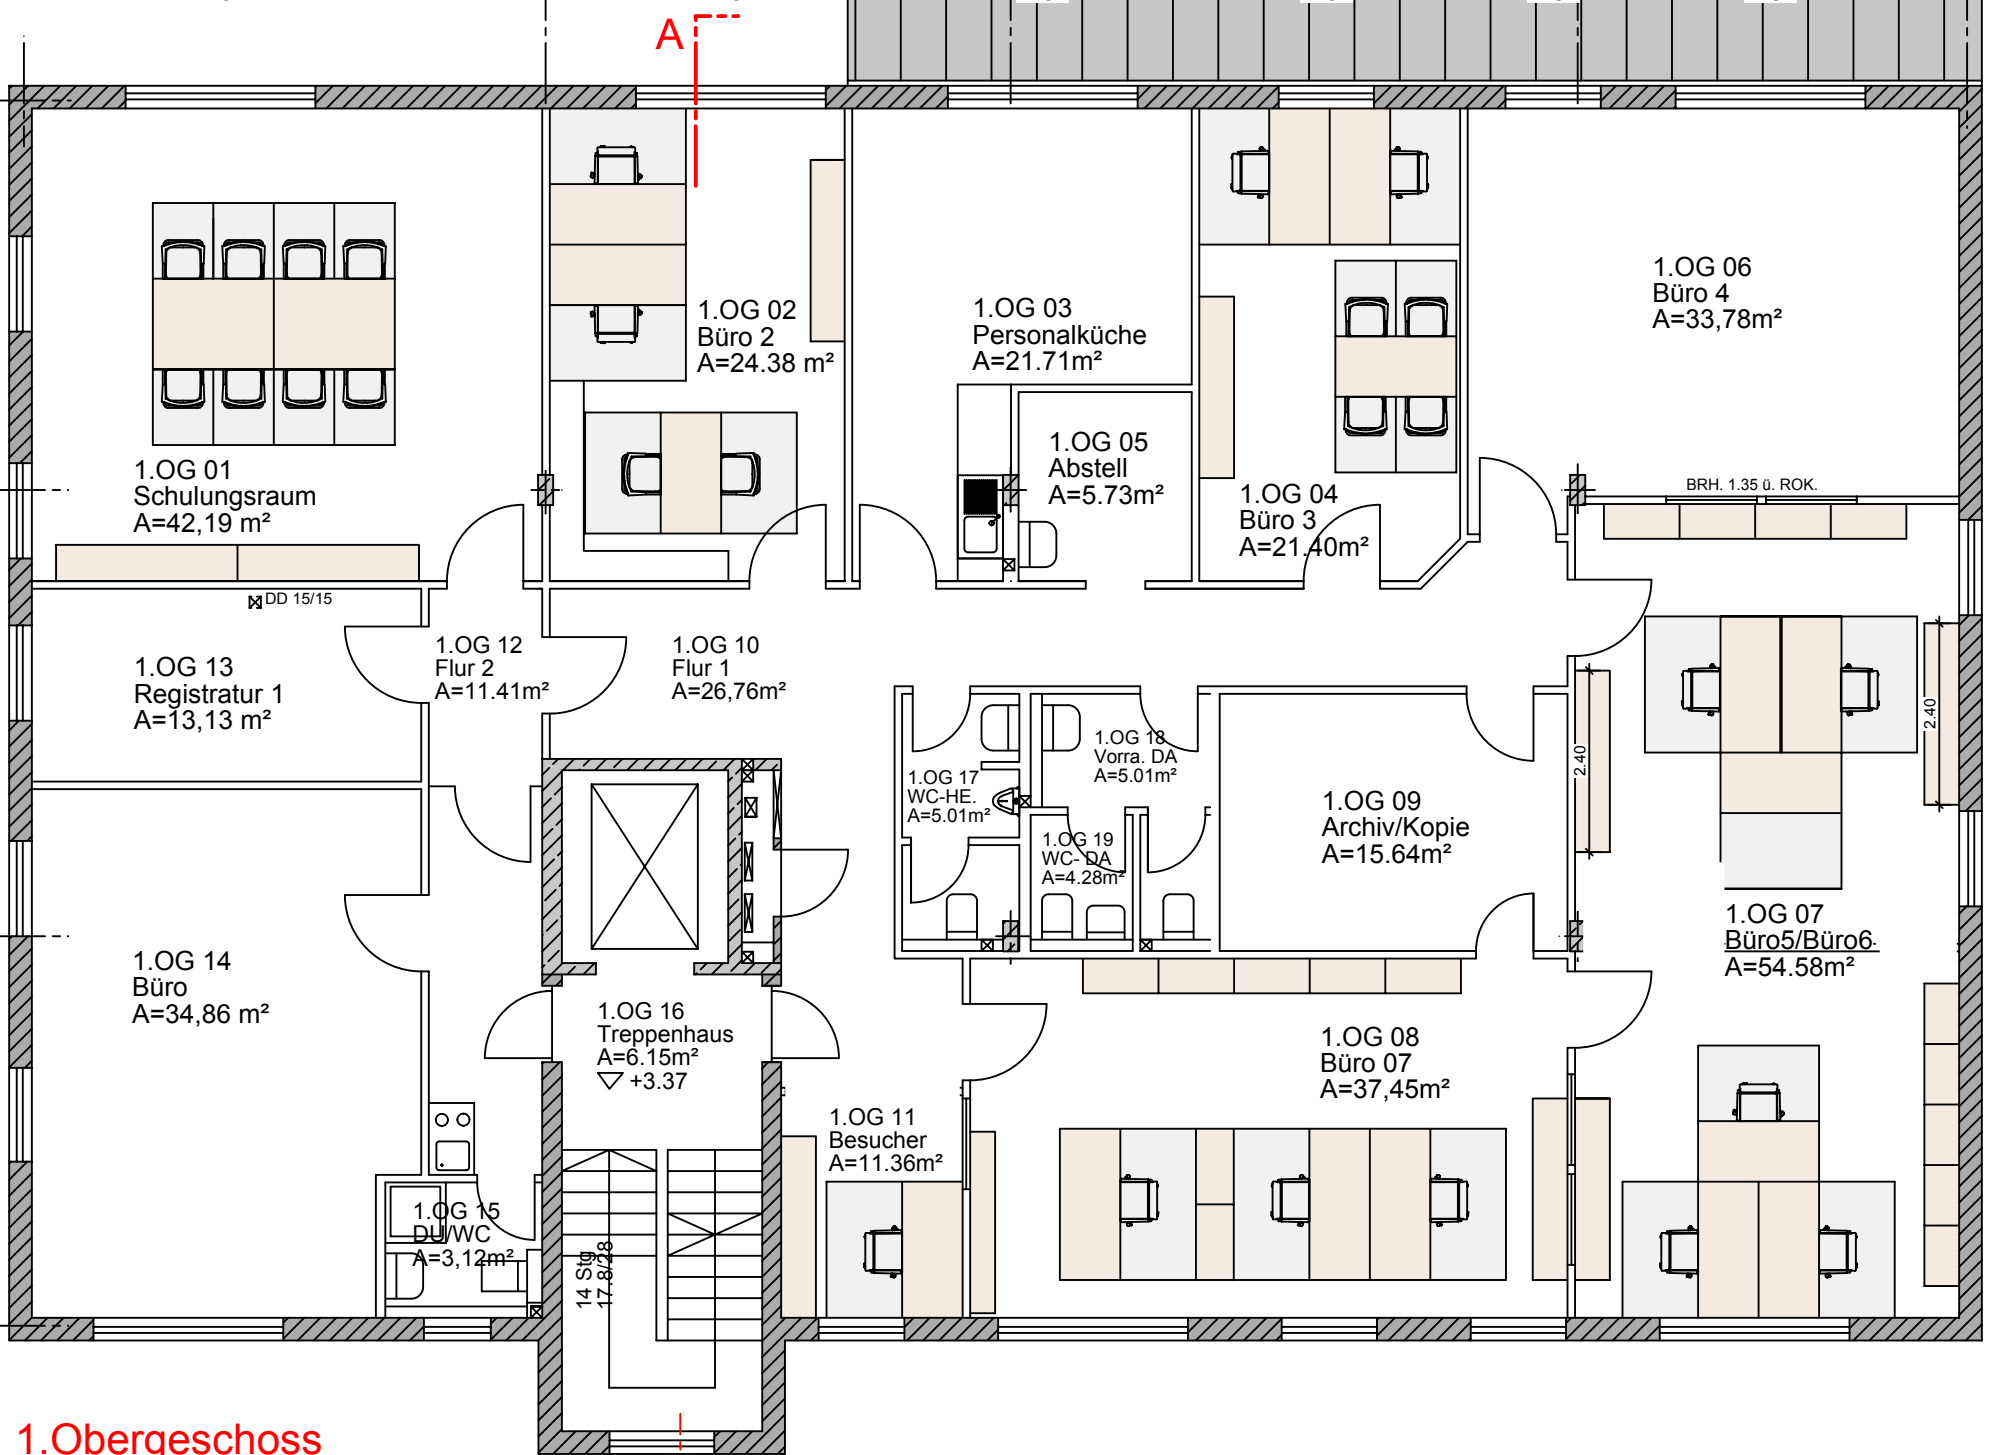 A
1.OG 01
Schulungsraum
A=42,19 m²
1.OG 02
Büro 2
A=24.38 m²
1.OG 03
Personalküche
A=21.71m²
1.OG 05
Abstell
A=5.73m²
1.OG 04
Büro 3
A=21.40m²
1.OG 06
Büro 4
A=33,78m²
BRH. 1.35 ü. ROK.
DD 15/15
1.OG 13
Registratur 1
A=13,13 m²
1.OG 12
Flur 2
A=11.41m²
1.OG 10
Flur 1
A=26,76m²
1.OG 17
WC-HE.
A=5.01m²
1.OG 18
Vorra. DA
A=5.01m²
1.OG 19
WC- DA
A=4.28m²
1.OG 09
Archiv/Kopie
A=15.64m²
2.40
2.40
1.OG 07
Büro5/Büro6
A=54.58m²
1.OG 14
Büro
A=34,86 m²
1.OG 16
Treppenhaus
A=6.15m²
+3.37
1.OG 08
Büro 07
A=37,45m²
1.OG 11
Besucher
A=11.36m²
1.OG 15
DU/WC
A=3,12m²
14 Stg
17.8/28
1.Obergeschoss